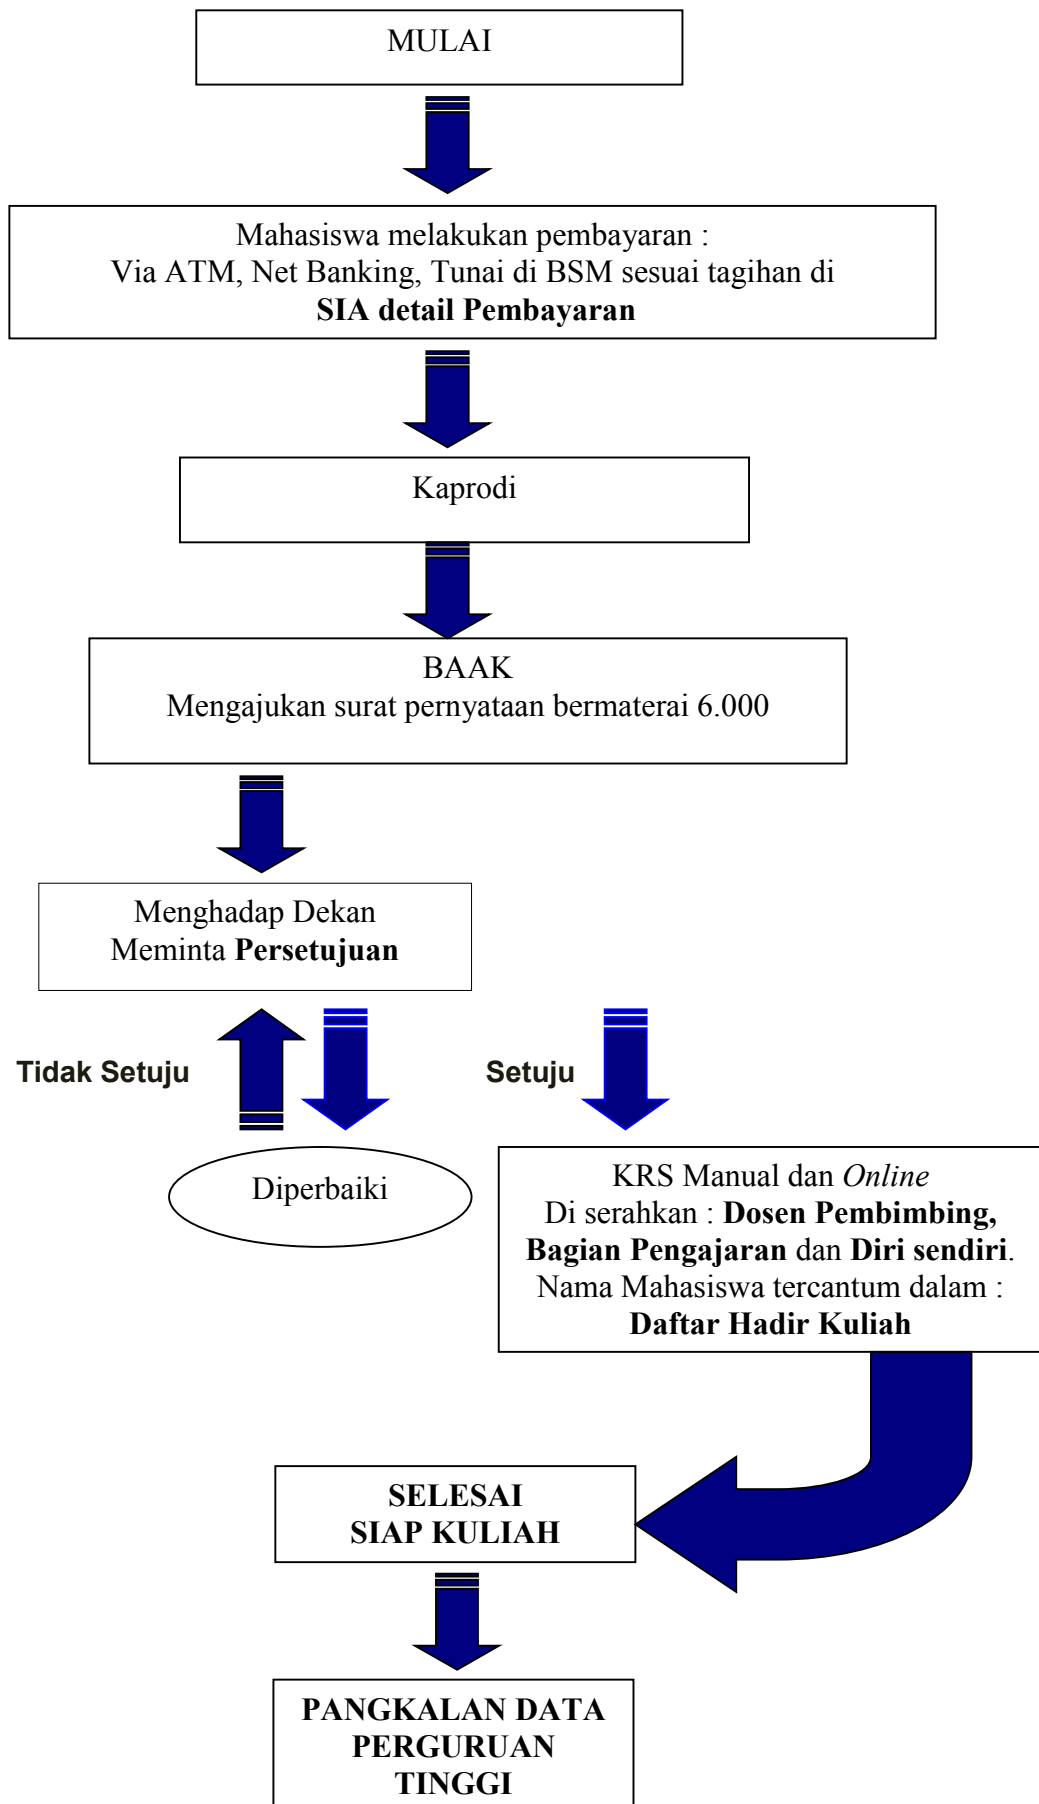 MULAI
Mahasiswa melakukan pembayaran :
Via ATM, Net Banking, Tunai di BSM sesuai tagihan di
SIA detail Pembayaran
Kaprodi
BAAK
Mengajukan surat pernyataan bermaterai 6.000
Menghadap Dekan
Meminta Persetujuan
Tidak Setuju
Setuju
Diperbaiki
KRS Manual dan Online
Di serahkan : Dosen Pembimbing,
Bagian Pengajaran dan Diri sendiri.
Nama Mahasiswa tercantum dalam :
Daftar Hadir Kuliah
SELESAI
SIAP KULIAH
PANGKALAN DATA
PERGURUAN
TINGGI